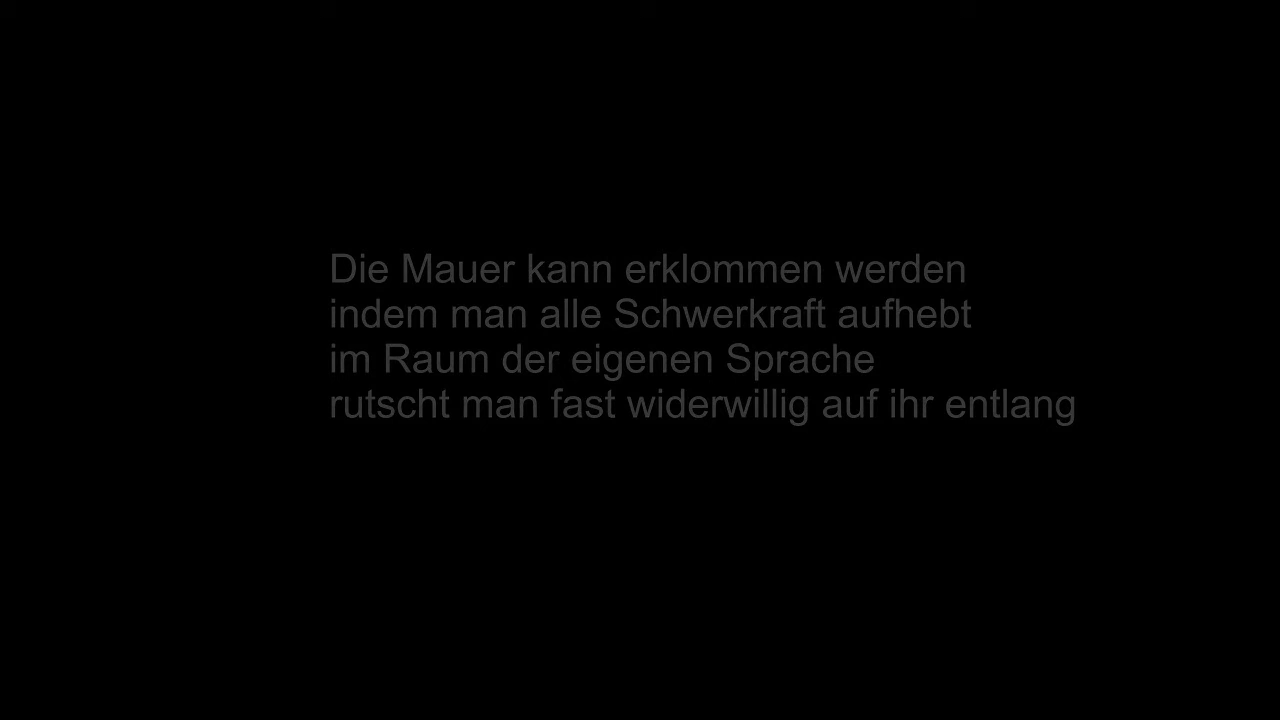 Die Mauer kann erklommen werden
indem man alle Schwerkraft aufhebt
im Raum der eigenen Sprache
rutscht man fast widerwillig auf ihr entlang